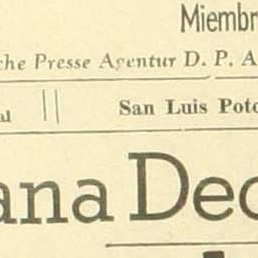 Miembr
che Presse Agentur D. P. A
al San Luis Poto
ana Dec